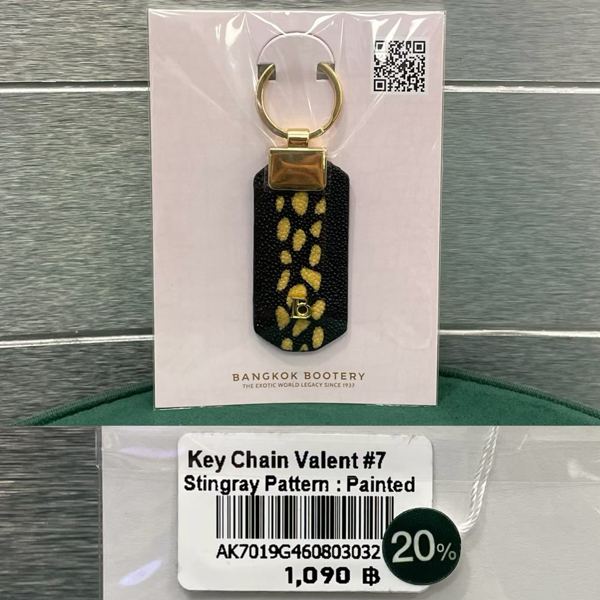 b
BANGKOK BOOTERY
THE EXOTIC WORLD LEGACY SINCE 1937
Key Chain Valent #7
Stingray Pattern : Painted
AK7019G460803032
20%
1,090 ฿